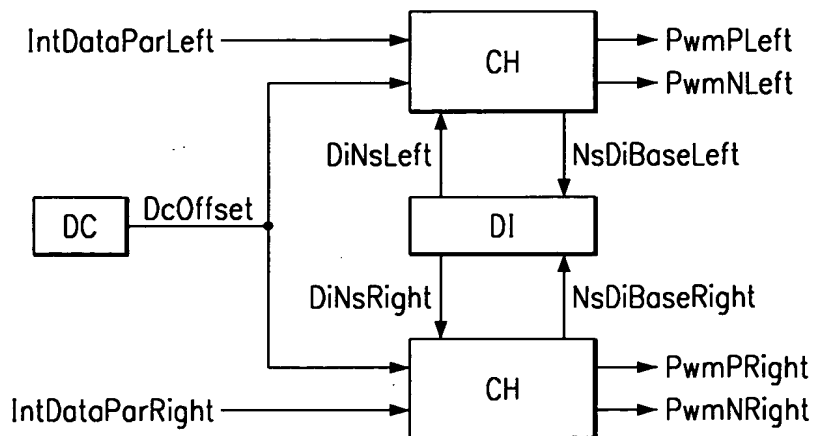 IntDataParLeft
CH
PwmPLeft
PwmNLeft
DiNsLeft
NsDiBaseLeft
DC
DcOffset
DI
DiNsRight
NsDiBaseRight
IntDataParRight
CH
PwmPRight
PwmNRight